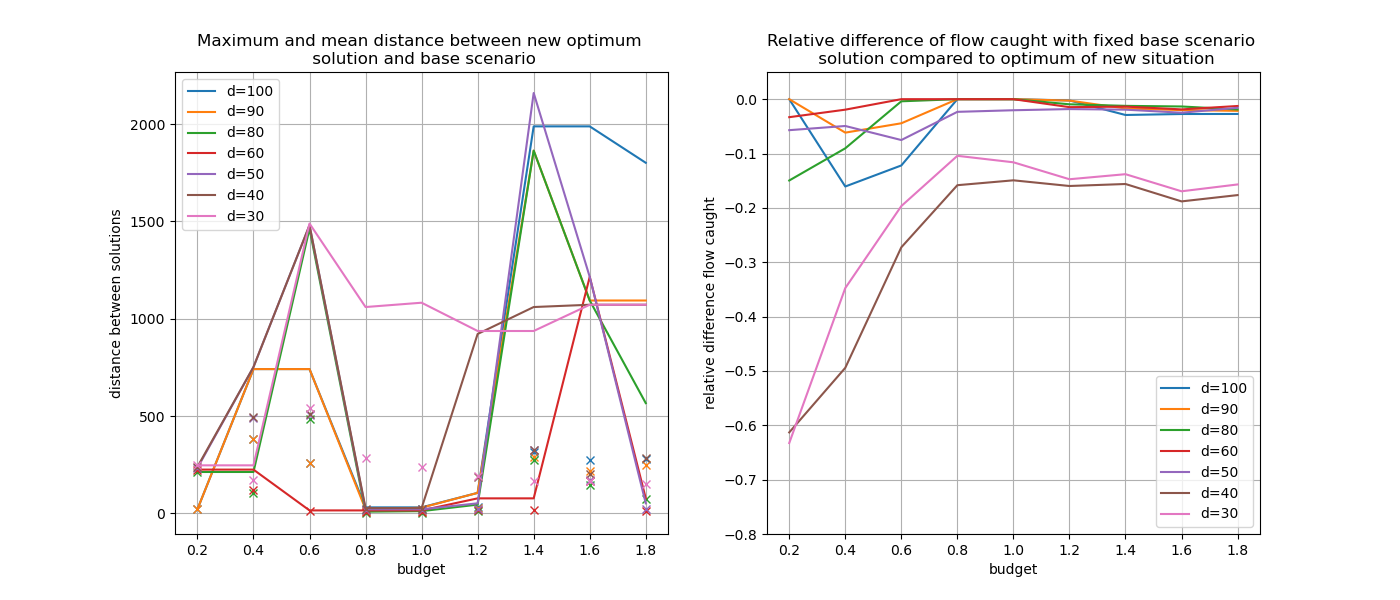 Maximum and mean distance between new optimum
solution and base scenario
d=100
d=90
d=80
d=60
d=50
d=40
d=30
distance between solutions
2000
1500
1000
500
0
0.2 0.4 0.6 0.8 1.0 1.2 1.4 1.6 1.8
budget
Relative difference of flow caught with fixed base scenario
solution compared to optimum of new situation
relative difference flow caught
0.0
−0.1
−0.2
−0.3
−0.4
−0.5
−0.6
−0.7
−0.8
d=100
d=90
d=80
d=60
d=50
d=40
d=30
0.2 0.4 0.6 0.8 1.0 1.2 1.4 1.6 1.8
budget